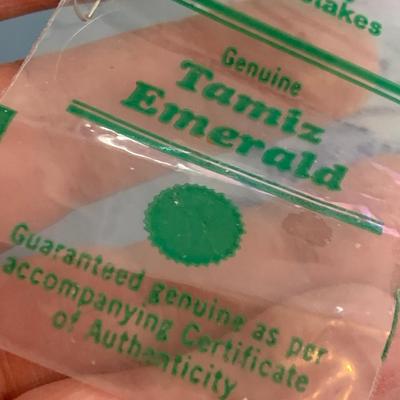 Genuine
Tamiz
Emerald
Guaranteed genuine as per
accompanying Certificate
of Authenticity